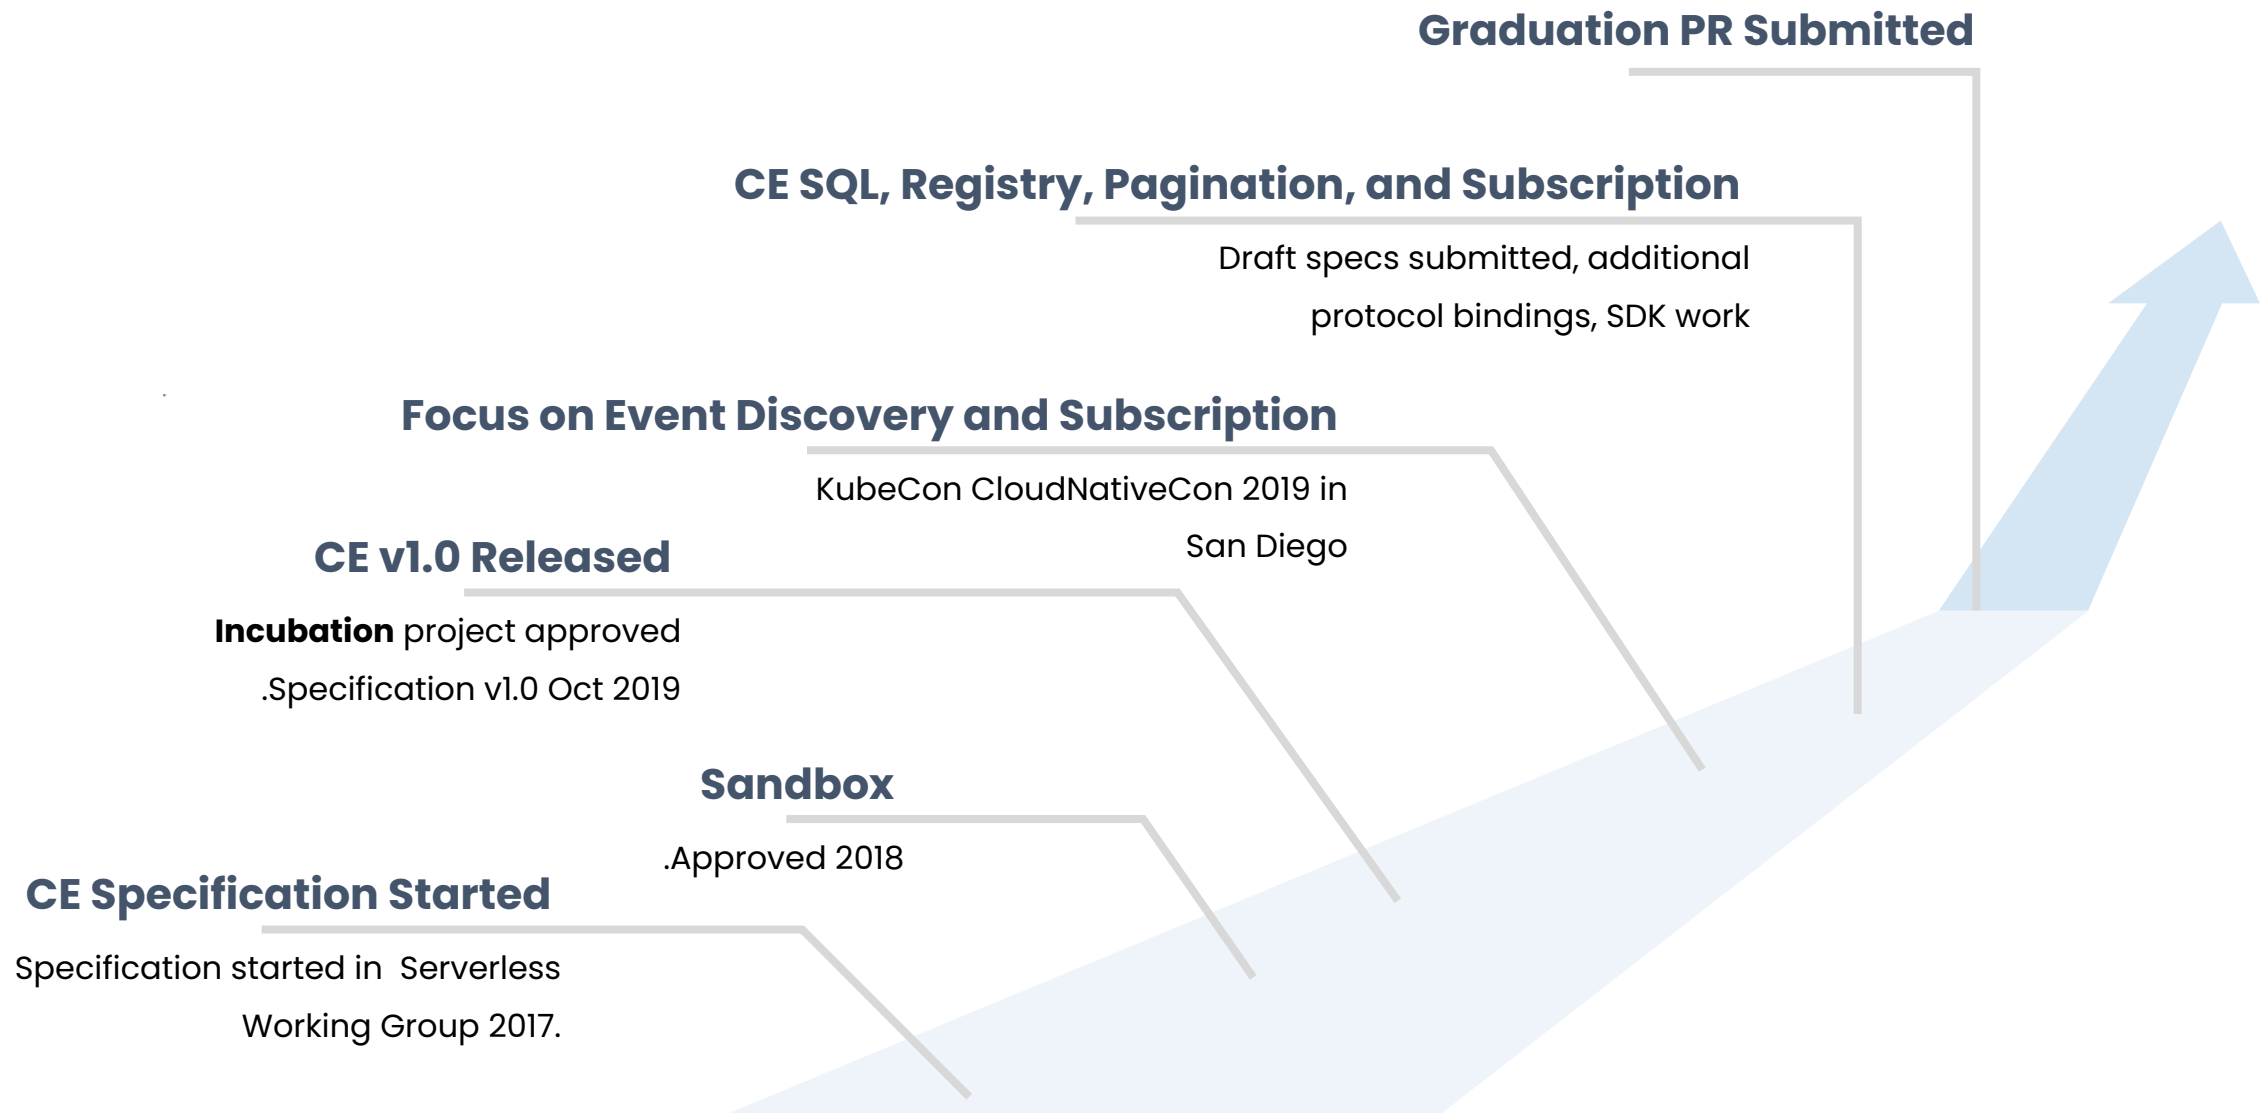 Graduation PR Submitted
CE SQL, Registry, Pagination, and Subscription
Draft specs submitted, additional
protocol bindings, SDK work
Focus on Event Discovery and Subscription
KubeCon CloudNativeCon 2019 in
San Diego
CE v1.0 Released
Incubation project approved
.Specification v1.0 Oct 2019
Sandbox
.Approved 2018
CE Specification Started
Specification started in  Serverless
Working Group 2017.